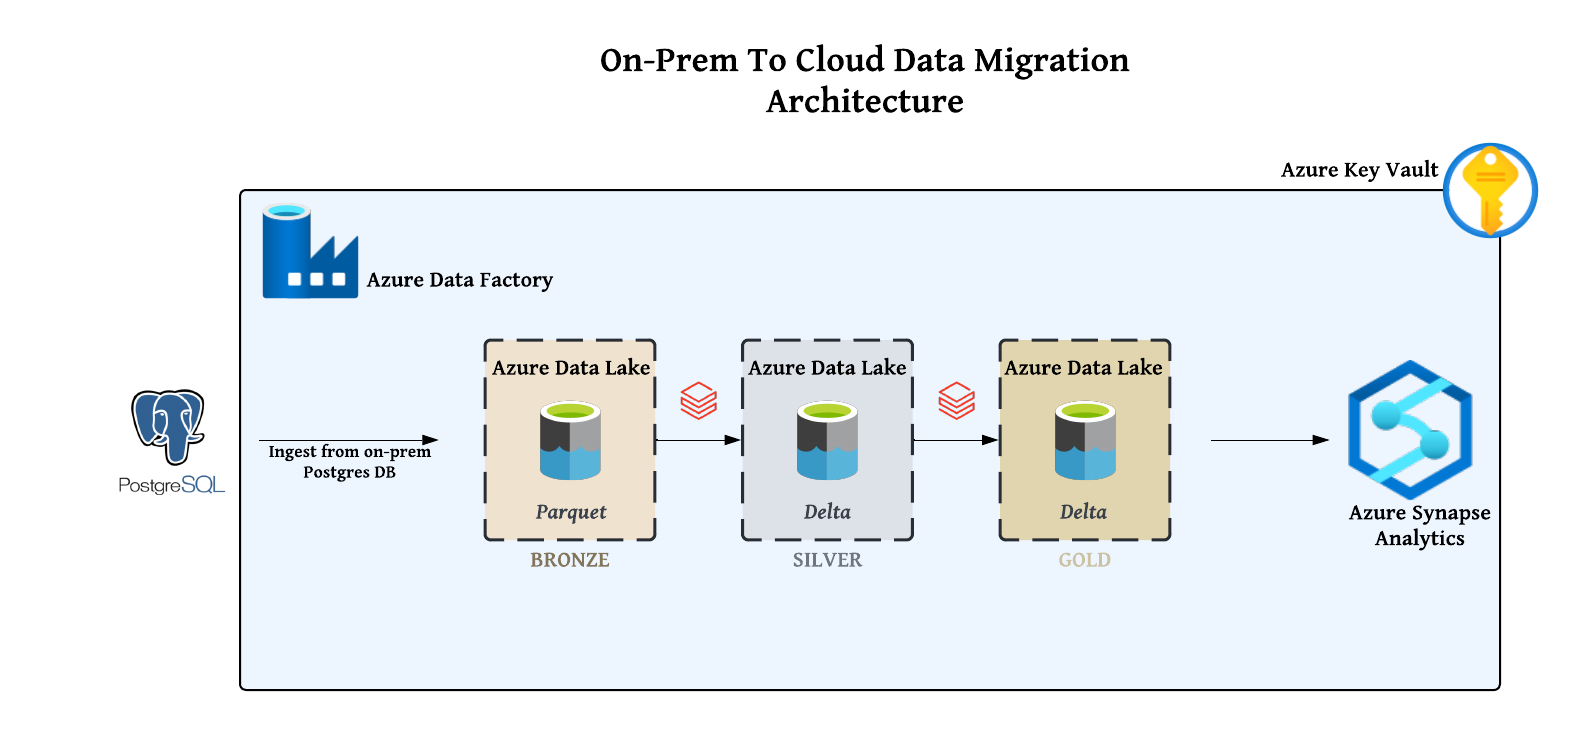 On-Prem To Cloud Data Migration
Architecture
Azure Key Vault
Azure Data Factory
Azure Data Lake
Azure Data Lake
Azure Data Lake
Ingest from on-prem
Postgres DB
PostgreSQL
Parquet
Delta
Delta
Azure Synapse
Analytics
BRONZE
SILVER
GOLD